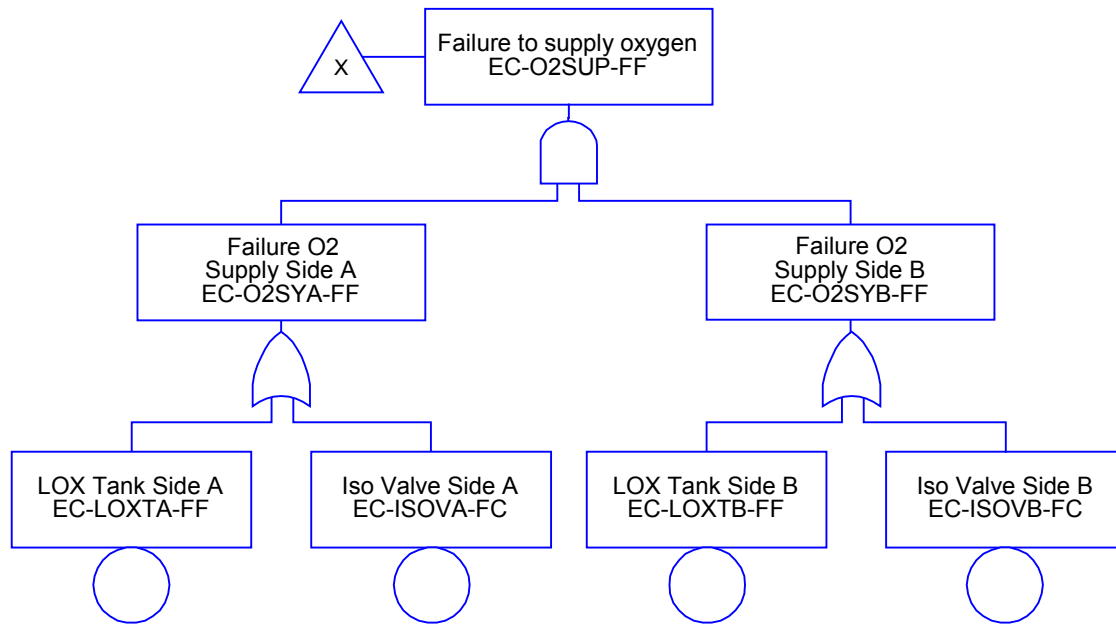 X
Failure to supply oxygen
EC-O2SUP-FF
Failure O2
Supply Side A
EC-O2SYA-FF
Failure O2
Supply Side B
EC-O2SYB-FF
LOX Tank Side A
EC-LOXTA-FF
Iso Valve Side A
EC-ISOVA-FC
LOX Tank Side B
EC-LOXTB-FF
Iso Valve Side B
EC-ISOVB-FC